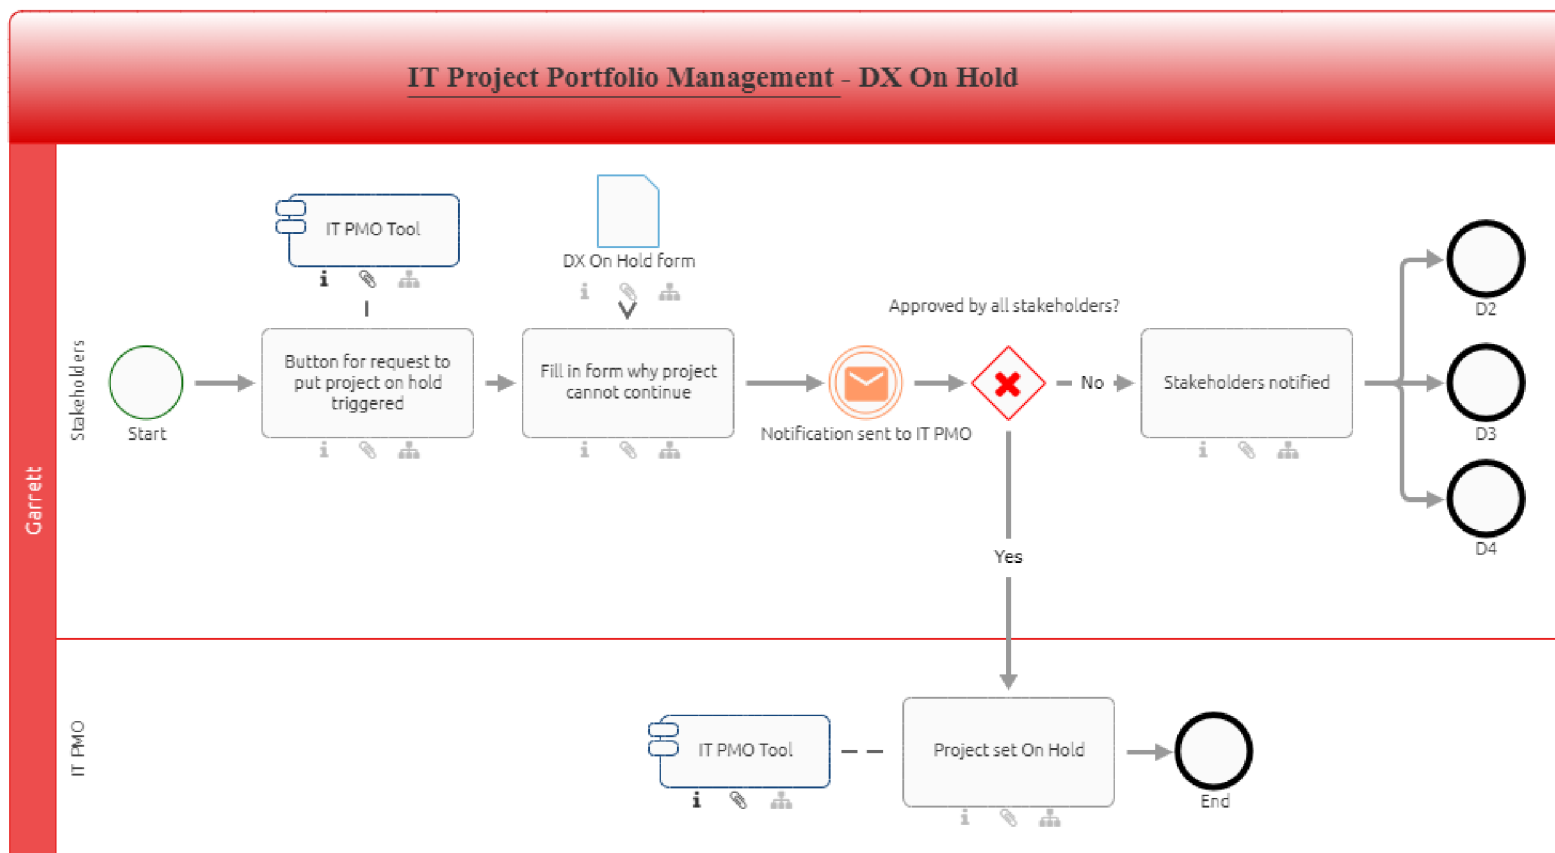 IT Project Portfolio Management - DX On Hold
Garrett
Stakeholders
IT PMO Tool
DX On Hold form
Start
Button for request to
put project on hold
triggered
Fill in form why project
cannot continue
Notification sent to IT PMO
Approved by all stakeholders?
No
Stakeholders notified
D2
D3
D4
Yes
IT PMO
IT PMO Tool
Project set On Hold
End